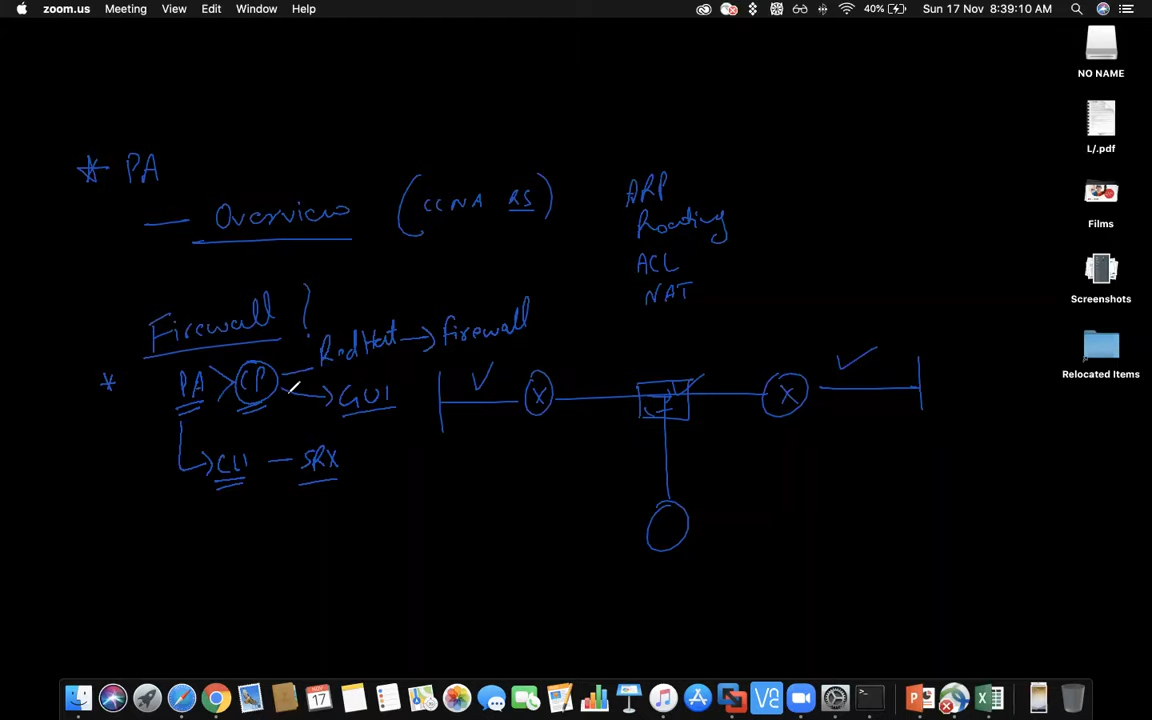 zoom.us Meeting View Edit Window Help 40% Sun 17 Nov 8:39:10 AM
NO NAME
L/.pdf
Films
Screenshots
Relocated Items
* PA
— Overview (CCNA RS)
ARP
Routing
ACL
NAT
Firewall ?
* PA > CP
RedHat → firewall
→ GUI
→ CLI — SRX
NOV
17